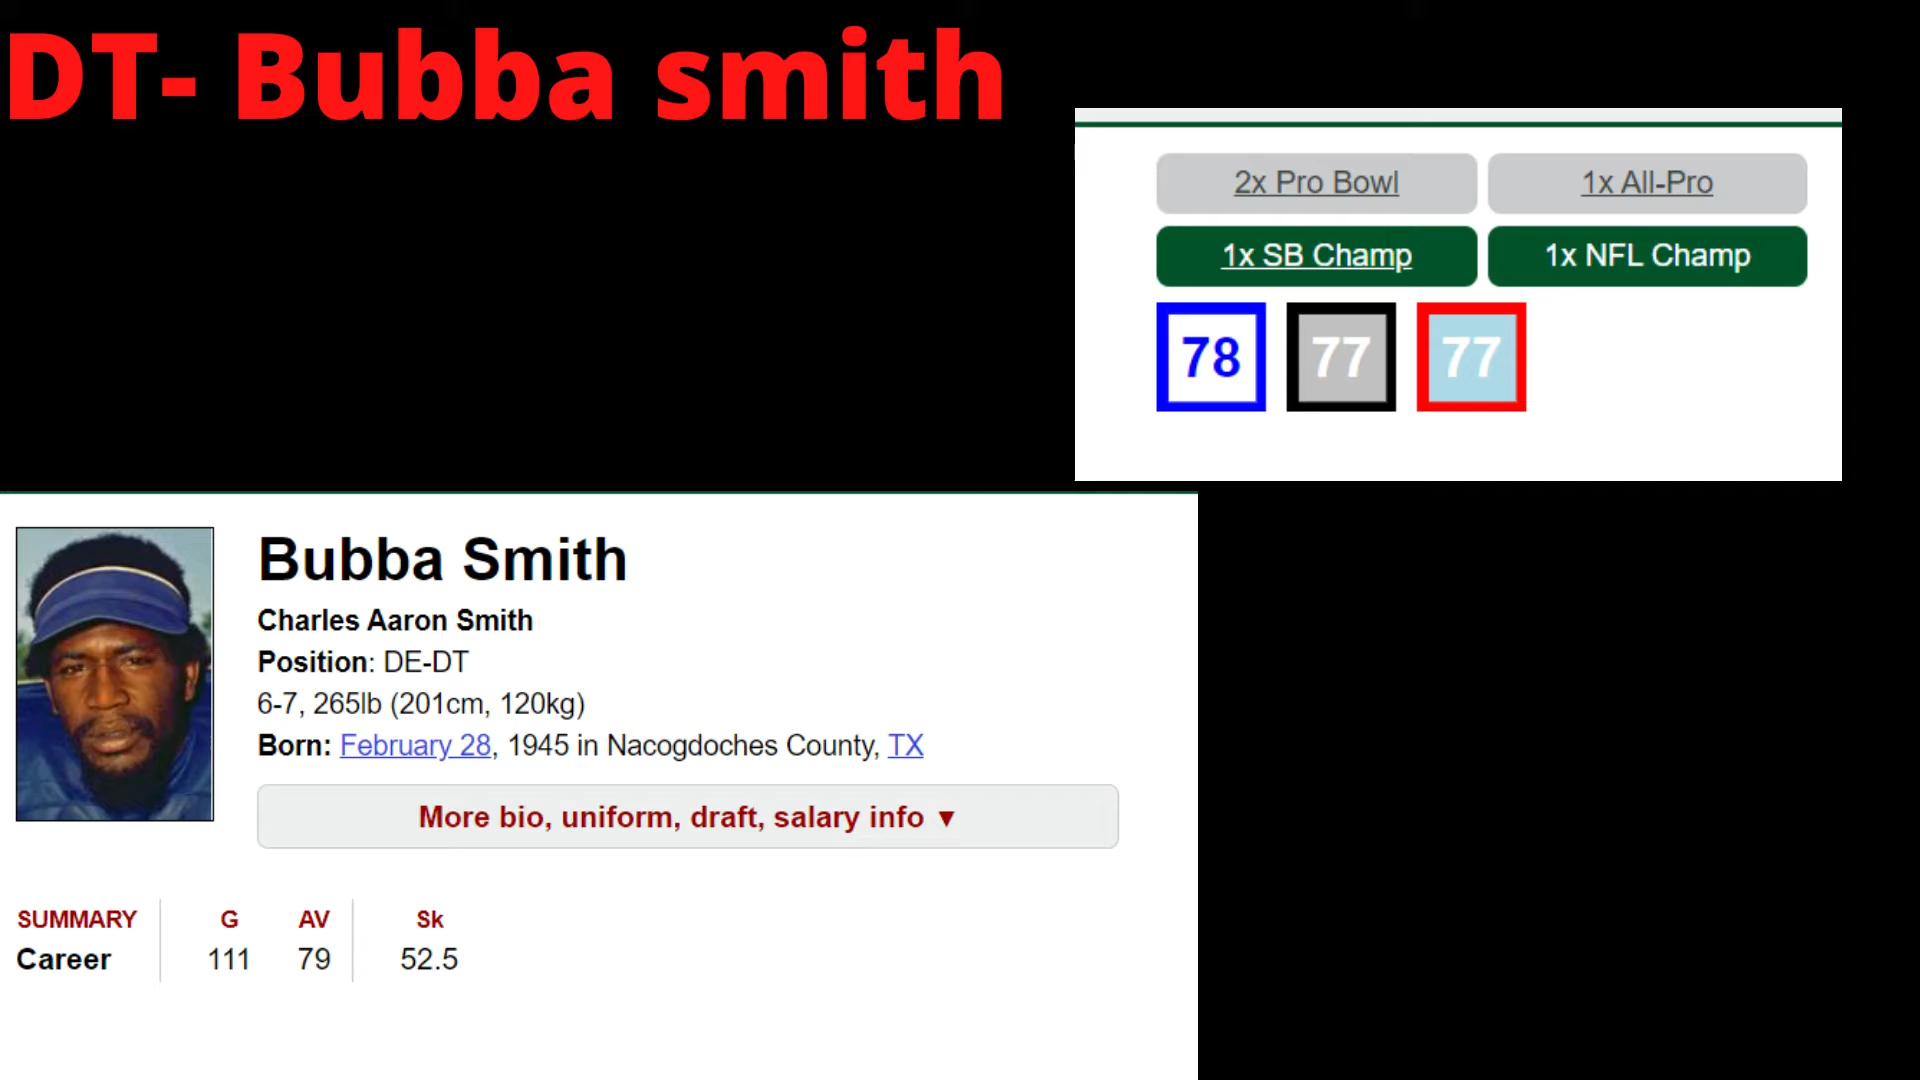 DT- Bubba smith
2x Pro Bowl 1x All-Pro
1x SB Champ 1x NFL Champ
78 77 77
Bubba Smith
Charles Aaron Smith
Position: DE-DT
6-7, 265lb (201cm, 120kg)
Born: February 28, 1945 in Nacogdoches County, TX
More bio, uniform, draft, salary info ▼
SUMMARY G AV Sk
Career 111 79 52.5